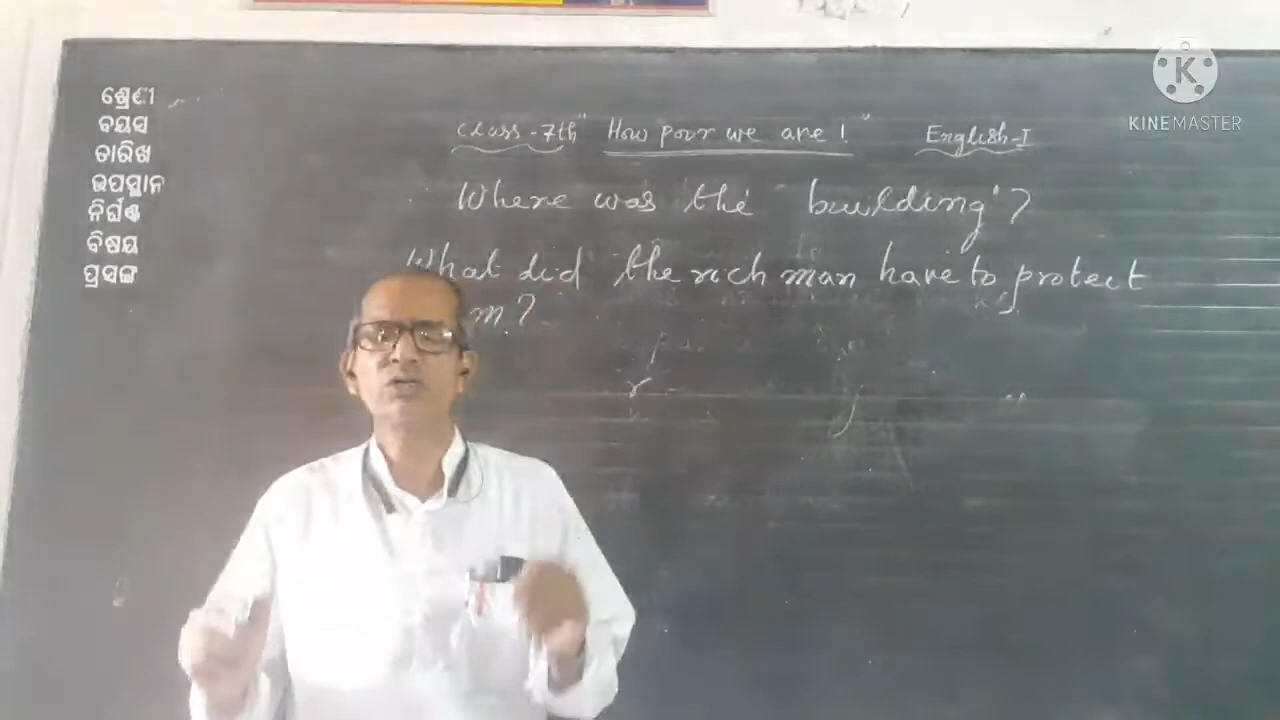 ଶ୍ରେଣୀ
ବୟସ
ତାରିଖ
ଉପସ୍ଥାନ
ନିର୍ଘଣ୍ଟ
ବିଷୟ
ପ୍ରସଙ୍ଗ
Class-7th "How poor we are!" English-I
Where was the building'?
What did the rich man have to protect
m?
K
KINEMASTER